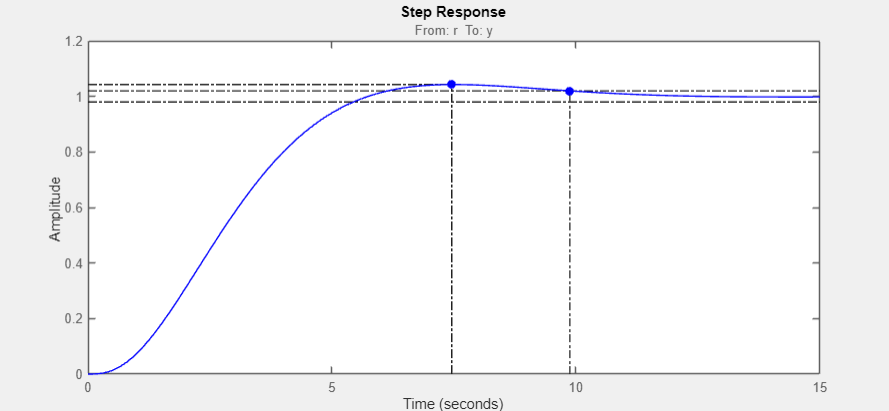 Step Response
From: r To: y
1.2
1
0.8
0.6
0.4
0.2
0
Amplitude
0
5
10
15
Time (seconds)